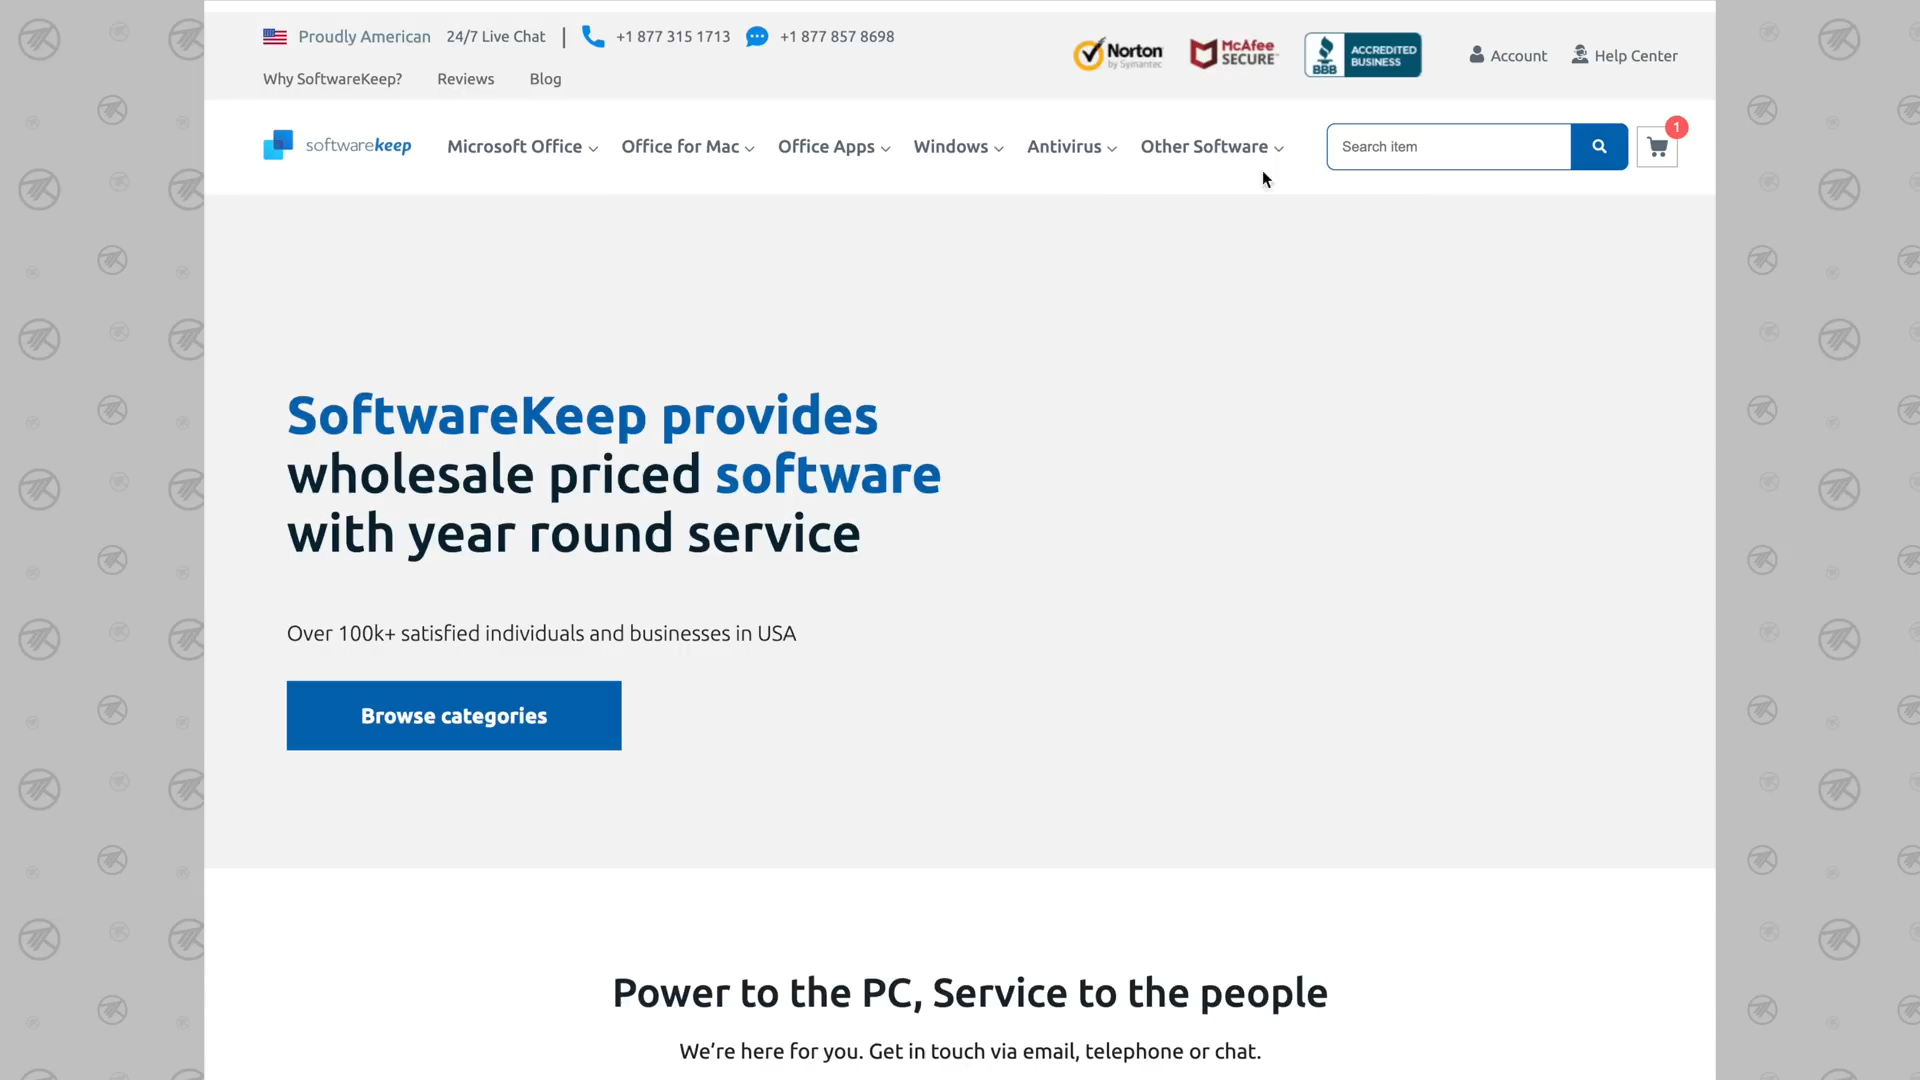 Proudly American 24/7 Live Chat | +1 877 315 1713 +1 877 857 8698
Norton by Symantec
McAfee SECURE
BBB ACCREDITED BUSINESS
Account Help Center
Why SoftwareKeep? Reviews Blog
softwarekeep Microsoft Office Office for Mac Office Apps Windows Antivirus Other Software Search item 1
SoftwareKeep provides
wholesale priced software
with year round service
Over 100k+ satisfied individuals and businesses in USA
Browse categories
Power to the PC, Service to the people
We’re here for you. Get in touch via email, telephone or chat.